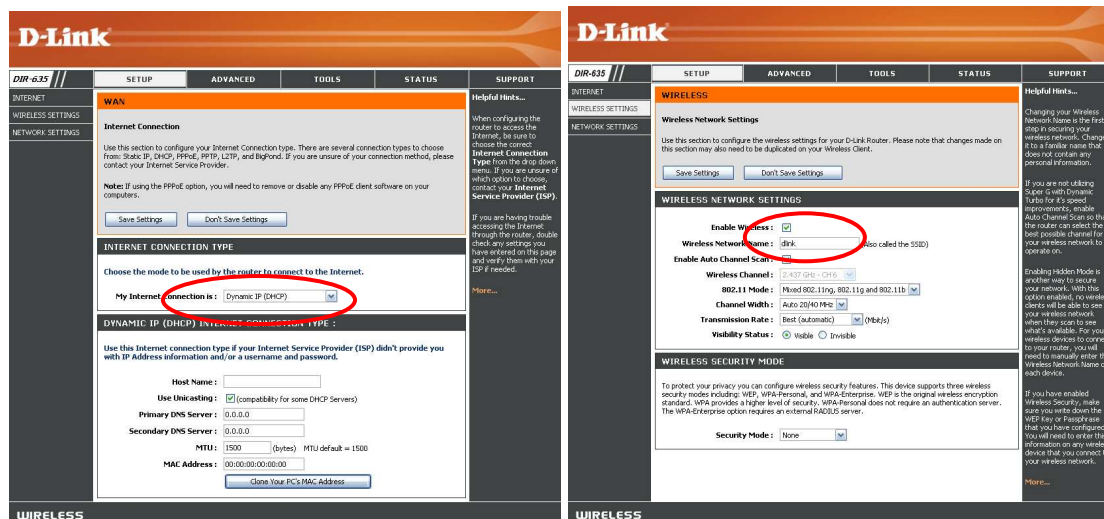 D-Link
DIR-635
SETUP
ADVANCED
TOOLS
STATUS
SUPPORT
INTERNET
WIRELESS SETTINGS
NETWORK SETTINGS
WAN
Internet Connection
Use this section to configure your Internet Connection type. There are several connection types to choose
from: Static IP, DHCP, PPPoE, PPTP, L2TP, and BigPond. If you are unsure of your connection method, please
contact your Internet Service Provider.
Note: If using the PPPoE option, you will need to remove or disable any PPPoE client software on your
computers.
Save Settings
Don't Save Settings
INTERNET CONNECTION TYPE
Choose the mode to be used by the router to connect to the Internet.
My Internet Connection is : Dynamic IP (DHCP)
DYNAMIC IP (DHCP) INTERNET CONNECTION TYPE :
Use this Internet connection type if your Internet Service Provider (ISP) didn't provide you
with IP Address information and/or a username and password.
Host Name :
Use Unicasting : (compatibility for some DHCP Servers)
Primary DNS Server : 0.0.0.0
Secondary DNS Server : 0.0.0.0
MTU : 1500 (bytes) MTU default = 1500
MAC Address : 00:00:00:00:00:00
Clone Your PC's MAC Address
Helpful Hints...
When configuring the
router to access the
Internet, be sure to
choose the correct
Internet Connection
Type from the drop down
menu. If you are unsure of
which option to choose,
contact your Internet
Service Provider (ISP).
If you are having trouble
accessing the Internet
through the router, double
check any settings you
have entered on this page
and verify them with your
ISP if needed.
More...
WIRELESS
D-Link
DIR-635
SETUP
ADVANCED
TOOLS
STATUS
SUPPORT
INTERNET
WIRELESS SETTINGS
NETWORK SETTINGS
WIRELESS
Wireless Network Settings
Use this section to configure the wireless settings for your D-Link Router. Please note that changes made on
this section may also need to be duplicated on your Wireless Client.
Save Settings
Don't Save Settings
WIRELESS NETWORK SETTINGS
Enable Wireless :
Wireless Network Name : dlink (Also called the SSID)
Enable Auto Channel Scan :
Wireless Channel : 2.437 GHz - CH 6
802.11 Mode : Mixed 802.11ng, 802.11g and 802.11b
Channel Width : Auto 20/40 MHz
Transmission Rate : Best (automatic) (Mbit/s)
Visibility Status : Visible Invisible
WIRELESS SECURITY MODE
To protect your privacy you can configure wireless security features. This device supports three wireless
security modes including: WEP, WPA-Personal, and WPA-Enterprise. WEP is the original wireless encryption
standard. WPA provides a higher level of security. WPA-Personal does not require an authentication server.
The WPA-Enterprise option requires an external RADIUS server.
Security Mode : None
Helpful Hints...
Changing your Wireless
Network Name is the first
step in securing your
wireless network. Change
it to a familiar name that
does not contain any
personal information.
If you are not utilizing
Super G with Dynamic
Turbo for it's speed
improvements, enable
Auto Channel Scan so tha
the router can select the
best possible channel for
your wireless network to
operate on.
Enabling Hidden Mode is
another way to secure
your network. With this
option enabled, no wirele
clients will be able to see
your wireless network
when they scan to see
what's available. For you
wireless devices to conne
to your router, you will
need to manually enter th
Wireless Network Name o
each device.
If you have enabled
Wireless Security, make
sure you write down the
WEP Key or Passphrase
that you have configured
You will need to enter this
information on any wirele
device that you connect t
your wireless network.
More...
WIRELESS